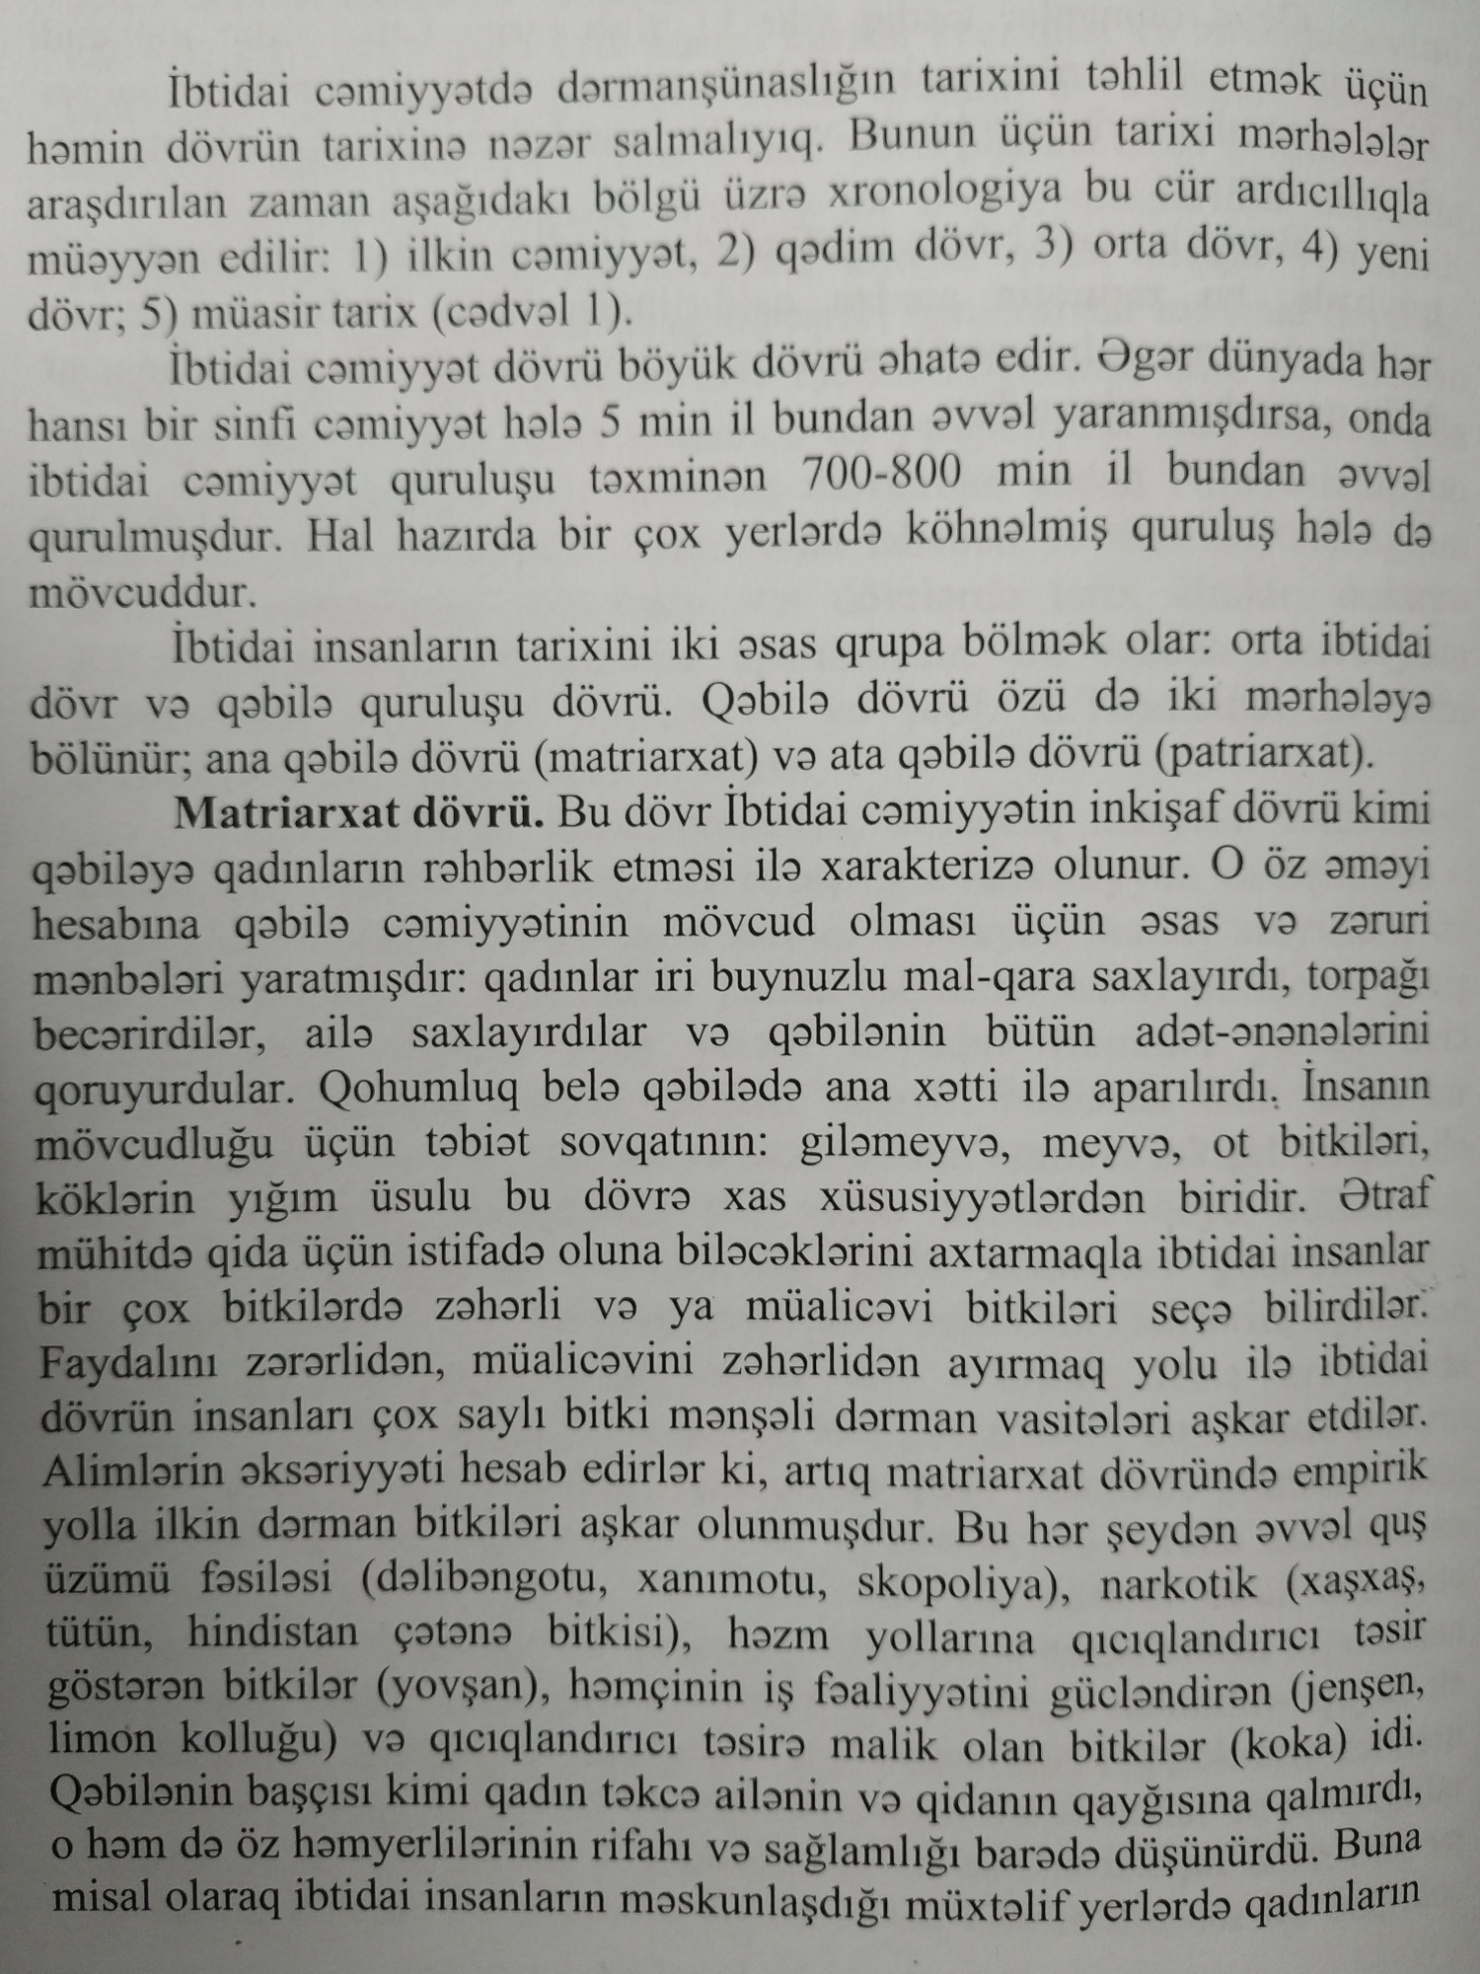 İbtidai cəmiyyətdə dərmanşünaslığın tarixini təhlil etmək üçün
həmin dövrün tarixinə nəzər salmalıyıq. Bunun üçün tarixi mərhələlər
araşdırılan zaman aşağıdakı bölgü üzrə xronologiya bu cür ardıcıllıqla
müəyyən edilir: 1) ilkin cəmiyyət, 2) qədim dövr, 3) orta dövr, 4) yeni
dövr; 5) müasir tarix (cədvəl 1).
İbtidai cəmiyyət dövrü böyük dövrü əhatə edir. Əgər dünyada hər
hansı bir sinfi cəmiyyət hələ 5 min il bundan əvvəl yaranmışdırsa, onda
ibtidai cəmiyyət quruluşu təxminən 700-800 min il bundan əvvəl
qurulmuşdur. Hal hazırda bir çox yerlərdə köhnəlmiş quruluş hələ də
mövcuddur.
İbtidai insanların tarixini iki əsas qrupa bölmək olar: orta ibtidai
dövr və qəbilə quruluşu dövrü. Qəbilə dövrü özü də iki mərhələyə
bölünür; ana qəbilə dövrü (matriarxat) və ata qəbilə dövrü (patriarxat).
Matriarxat dövrü. Bu dövr İbtidai cəmiyyətin inkişaf dövrü kimi
qəbiləyə qadınların rəhbərlik etməsi ilə xarakterizə olunur. O öz əməyi
hesabına qəbilə cəmiyyətinin mövcud olması üçün əsas və zəruri
mənbələri yaratmışdır: qadınlar iri buynuzlu mal-qara saxlayırdı, torpağı
becərirdilər, ailə saxlayırdılar və qəbilənin bütün adət-ənənələrini
qoruyurdular. Qohumluq belə qəbilədə ana xətti ilə aparılırdı. İnsanın
mövcudluğu üçün təbiət sovqatının: giləmeyvə, meyvə, ot bitkiləri,
köklərin yığım üsulu bu dövrə xas xüsusiyyətlərdən biridir. Ətraf
mühitdə qida üçün istifadə oluna biləcəklərini axtarmaqla ibtidai insanlar
bir çox bitkilərdə zəhərli və ya müalicəvi bitkiləri seçə bilirdilər.
Faydalını zərərlidən, müalicəvini zəhərlidən ayırmaq yolu ilə ibtidai
dövrün insanları çox saylı bitki mənşəli dərman vasitələri aşkar etdilər.
Alimlərin əksəriyyəti hesab edirlər ki, artıq matriarxat dövründə empirik
yolla ilkin dərman bitkiləri aşkar olunmuşdur. Bu hər şeydən əvvəl quş
üzümü fəsiləsi (dəlibəngotu, xanımotu, skopoliya), narkotik (xaşxaş,
tütün, hindistan çətənə bitkisi), həzm yollarına qıcıqlandırıcı təsir
göstərən bitkilər (yovşan), həmçinin iş fəaliyyətini gücləndirən (jenşen,
limon kolluğu) və qıcıqlandırıcı təsirə malik olan bitkilər (koka) idi.
Qəbilənin başçısı kimi qadın təkcə ailənin və qidanın qayğısına qalmırdı,
o həm də öz həmyerlilərinin rifahı və sağlamlığı barədə düşünürdü. Buna
misal olaraq ibtidai insanların məskunlaşdığı müxtəlif yerlərdə qadınların